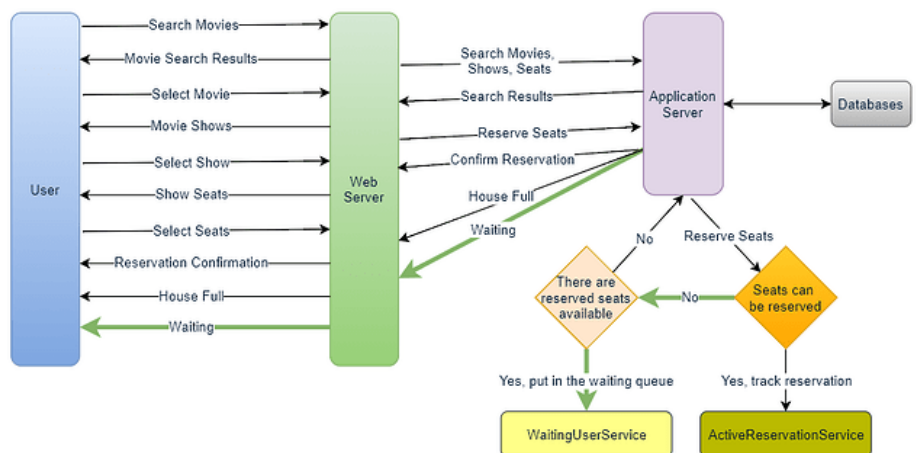 Search Movies
Movie Search Results
Select Movie
Movie Shows
Select Show
Show Seats
Select Seats
Reservation Confirmation
House Full
Waiting
User
Web
Server
Search Movies,
Shows, Seats
Search Results
Reserve Seats
Confirm Reservation
House Full
Waiting
Application
Server
Databases
No
Reserve Seats
There are
reserved seats
available
No
Seats can
be reserved
Yes, put in the waiting queue
Yes, track reservation
WaitingUserService
ActiveReservationService